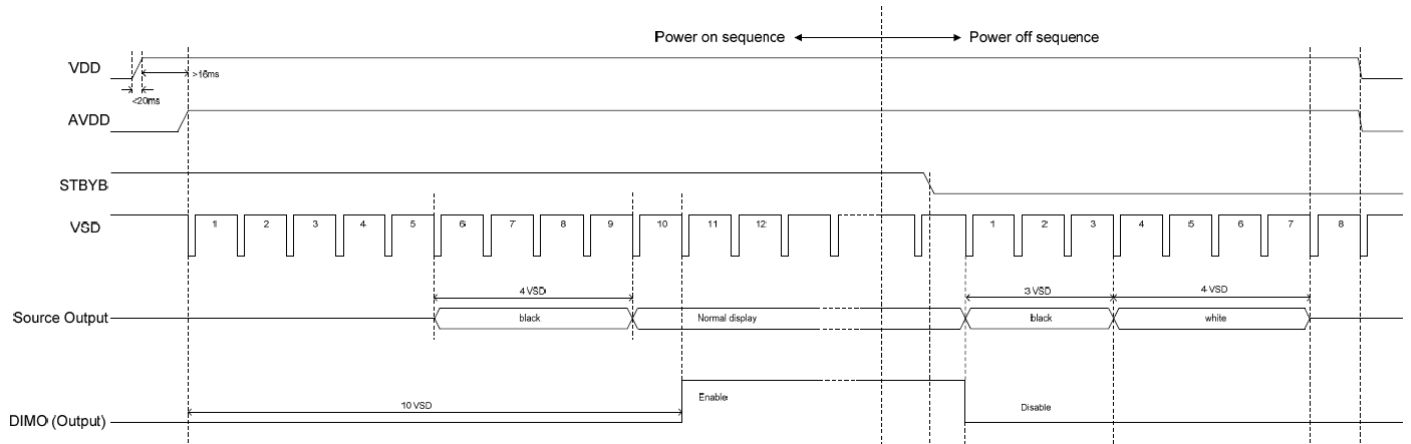 Power on sequence
Power off sequence
VDD
>16ms
<20ms
AVDD
STBYB
VSD
1 2 3 4 5 6 7 8 9 10 11 12 1 2 3 4 5 6 7 8
4 VSD 3 VSD 4 VSD
Source Output
black Normal display black white
Enable
10 VSD
Disable
DIMO (Output)